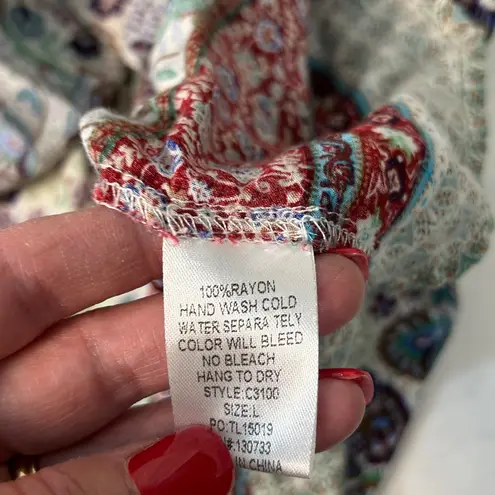 100%RAYON
HAND WASH COLD
WATER SEPARA TELY
COLOR WILL BLEED
NO BLEACH
HANG TO DRY
STYLE:C3100
SIZE:L
PO:TL15019
#:130733
IN CHINA